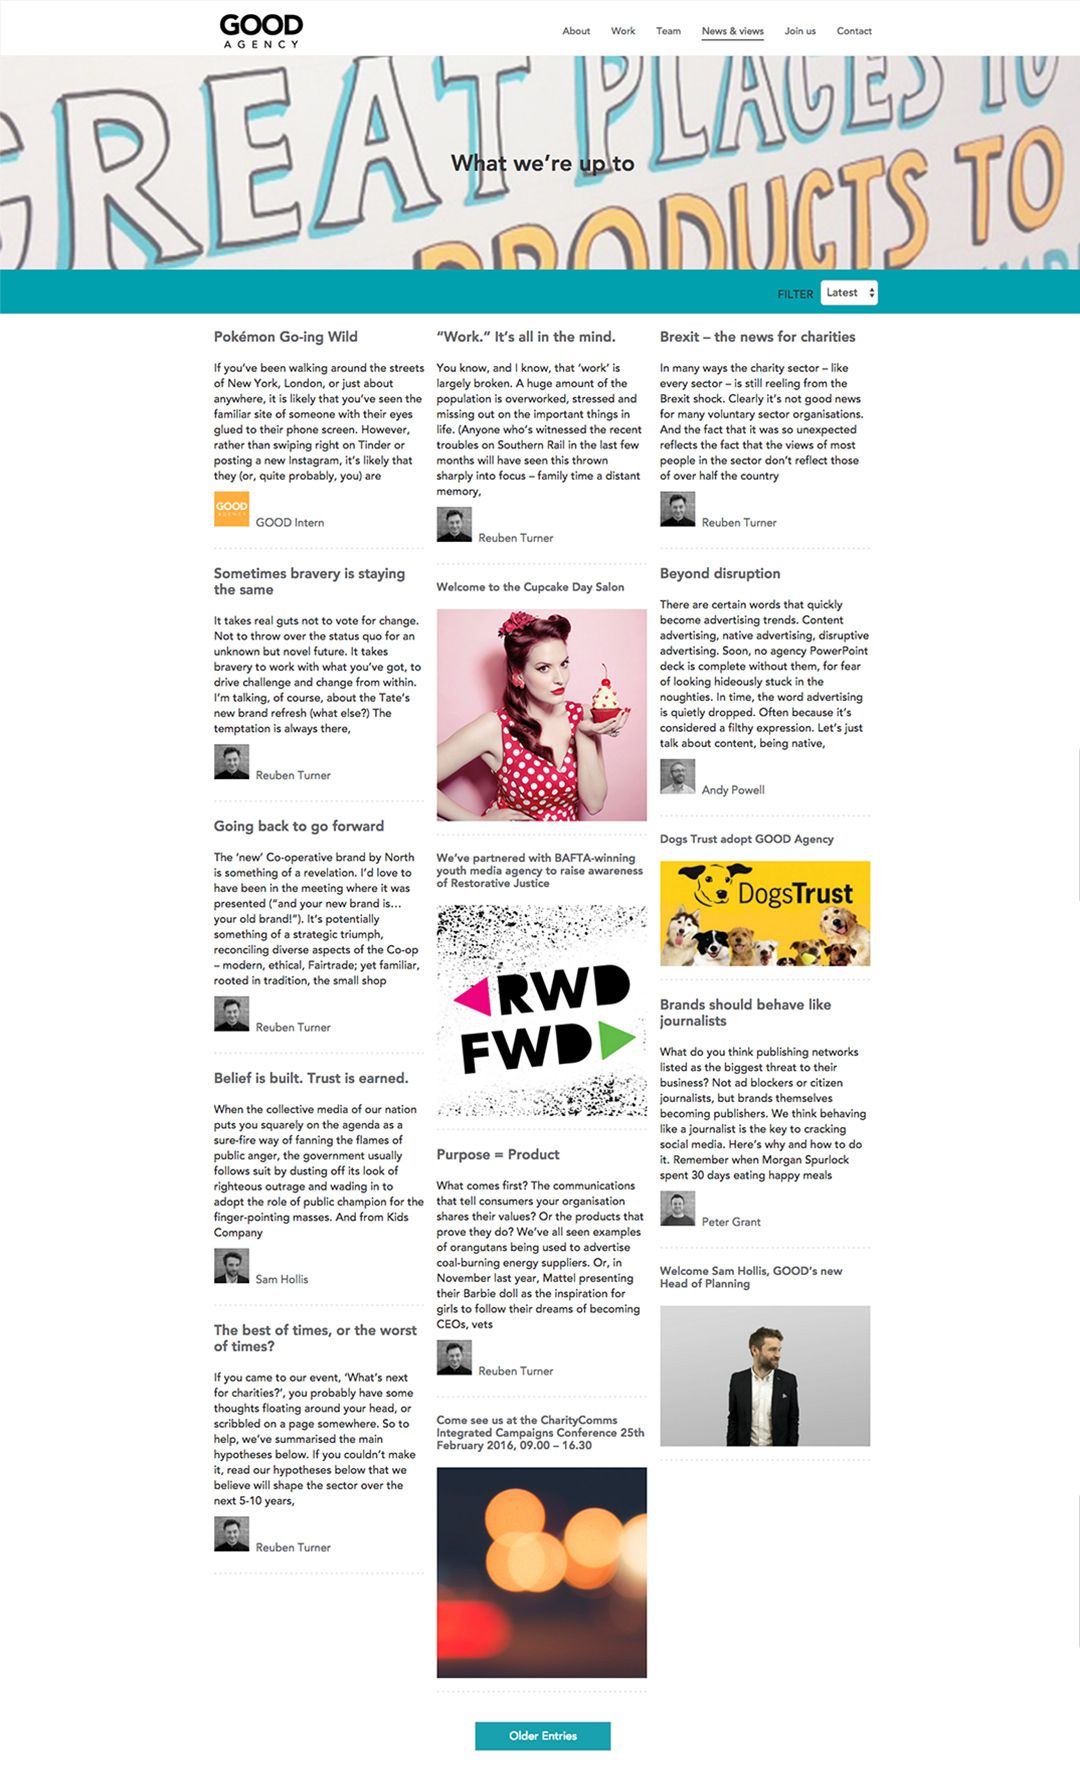 GOOD
AGENCY
About
Work
Team
News & views
Join us
Contact
GREAT PLACES TO
PRODUCTS TO
What we're up to
FILTER
Latest
Pokémon Go-ing Wild
If you've been walking around the streets
of New York, London, or just about
anywhere, it is likely that you've seen the
familiar site of someone with their eyes
glued to their phone screen. However,
rather than swiping right on Tinder or
posting a new Instagram, it's likely that
they (or, quite probably, you) are
GOOD
AGENCY
GOOD Intern
Sometimes bravery is staying
the same
It takes real guts not to vote for change.
Not to throw over the status quo for an
unknown but novel future. It takes
bravery to work with what you've got, to
drive challenge and change from within.
I'm talking, of course, about the Tate's
new brand refresh (what else?) The
temptation is always there,
Reuben Turner
Going back to go forward
The 'new' Co-operative brand by North
is something of a revelation. I'd love to
have been in the meeting where it was
presented ("and your new brand is…
your old brand!"). It's potentially
something of a strategic triumph,
reconciling diverse aspects of the Co-op
– modern, ethical, Fairtrade; yet familiar,
rooted in tradition, the small shop
Reuben Turner
Belief is built. Trust is earned.
When the collective media of our nation
puts you squarely on the agenda as a
sure-fire way of fanning the flames of
public anger, the government usually
follows suit by dusting off its look of
righteous outrage and wading in to
adopt the role of public champion for the
finger-pointing masses. And from Kids
Company
Sam Hollis
The best of times, or the worst
of times?
If you came to our event, 'What's next
for charities?', you probably have some
thoughts floating around your head, or
scribbled on a page somewhere. So to
help, we've summarised the main
hypotheses below. If you couldn't make
it, read our hypotheses below that we
believe will shape the sector over the
next 5-10 years,
Reuben Turner
"Work." It's all in the mind.
You know, and I know, that 'work' is
largely broken. A huge amount of the
population is overworked, stressed and
missing out on the important things in
life. (Anyone who's witnessed the recent
troubles on Southern Rail in the last few
months will have seen this thrown
sharply into focus – family time a distant
memory,
Reuben Turner
Welcome to the Cupcake Day Salon
We've partnered with BAFTA-winning
youth media agency to raise awareness
of Restorative Justice
RWD
FWD
Purpose = Product
What comes first? The communications
that tell consumers your organisation
shares their values? Or the products that
prove they do? We've all seen examples
of orangutans being used to advertise
coal-burning energy suppliers. Or, in
November last year, Mattel presenting
their Barbie doll as the inspiration for
girls to follow their dreams of becoming
CEOs, vets
Reuben Turner
Come see us at the CharityComms
Integrated Campaigns Conference 25th
February 2016, 09.00 – 16.30
Brexit – the news for charities
In many ways the charity sector – like
every sector – is still reeling from the
Brexit shock. Clearly it's not good news
for many voluntary sector organisations.
And the fact that it was so unexpected
reflects the fact that the views of most
people in the sector don't reflect those
of over half the country
Reuben Turner
Beyond disruption
There are certain words that quickly
become advertising trends. Content
advertising, native advertising, disruptive
advertising. Soon, no agency PowerPoint
deck is complete without them, for fear
of looking hideously stuck in the
noughties. In time, the word advertising
is quietly dropped. Often because it's
considered a filthy expression. Let's just
talk about content, being native,
Andy Powell
Dogs Trust adopt GOOD Agency
DogsTrust
Brands should behave like
journalists
What do you think publishing networks
listed as the biggest threat to their
business? Not ad blockers or citizen
journalists, but brands themselves
becoming publishers. We think behaving
like a journalist is the key to cracking
social media. Here's why and how to do
it. Remember when Morgan Spurlock
spent 30 days eating happy meals
Peter Grant
Welcome Sam Hollis, GOOD's new
Head of Planning
Older Entries